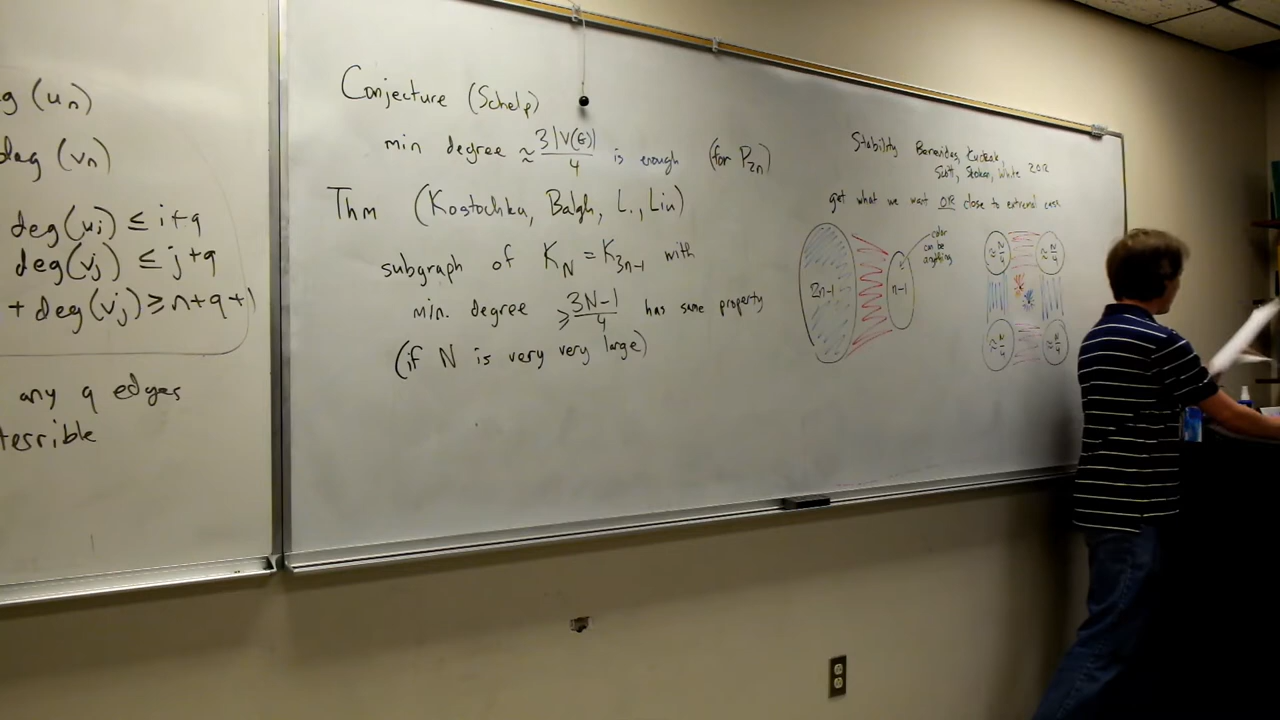 g (un)
deg (vn)
deg(ui) ≤ i+q
deg(vj) ≤ j+q
+ deg(vj) ≥ n+q+1
any q edges
terrible
Conjecture (Schelp)
min degree ≈ 3|V(G)|/4 is enough (for P2n)
Thm (Kostochka, Balgh, L., Liu)
subgraph of KN = K3n-1 with
min. degree ≥ 3N-1/4 has same property
(if N is very very large)
Stability Benevides,
Scott, White 2012
get what we want OR close to extremal case
2n-1
n-1
color
can be
anything
≈ N/4
≈ N/4
≈ N/4
≈ N/4